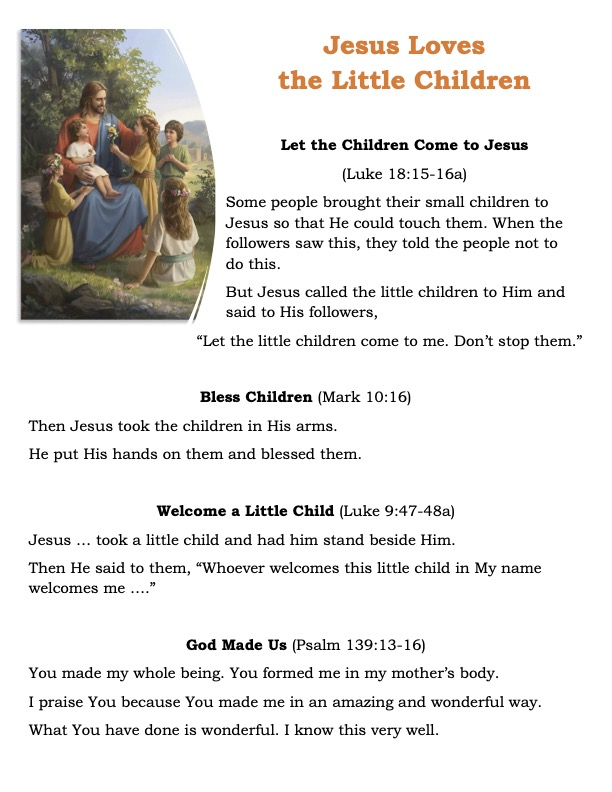 Jesus Loves
the Little Children
Let the Children Come to Jesus
(Luke 18:15-16a)
Some people brought their small children to
Jesus so that He could touch them. When the
followers saw this, they told the people not to
do this.
But Jesus called the little children to Him and
said to His followers,
“Let the little children come to me. Don’t stop them.”
Bless Children (Mark 10:16)
Then Jesus took the children in His arms.
He put His hands on them and blessed them.
Welcome a Little Child (Luke 9:47-48a)
Jesus … took a little child and had him stand beside Him.
Then He said to them, “Whoever welcomes this little child in My name
welcomes me ….”
God Made Us (Psalm 139:13-16)
You made my whole being. You formed me in my mother’s body.
I praise You because You made me in an amazing and wonderful way.
What You have done is wonderful. I know this very well.